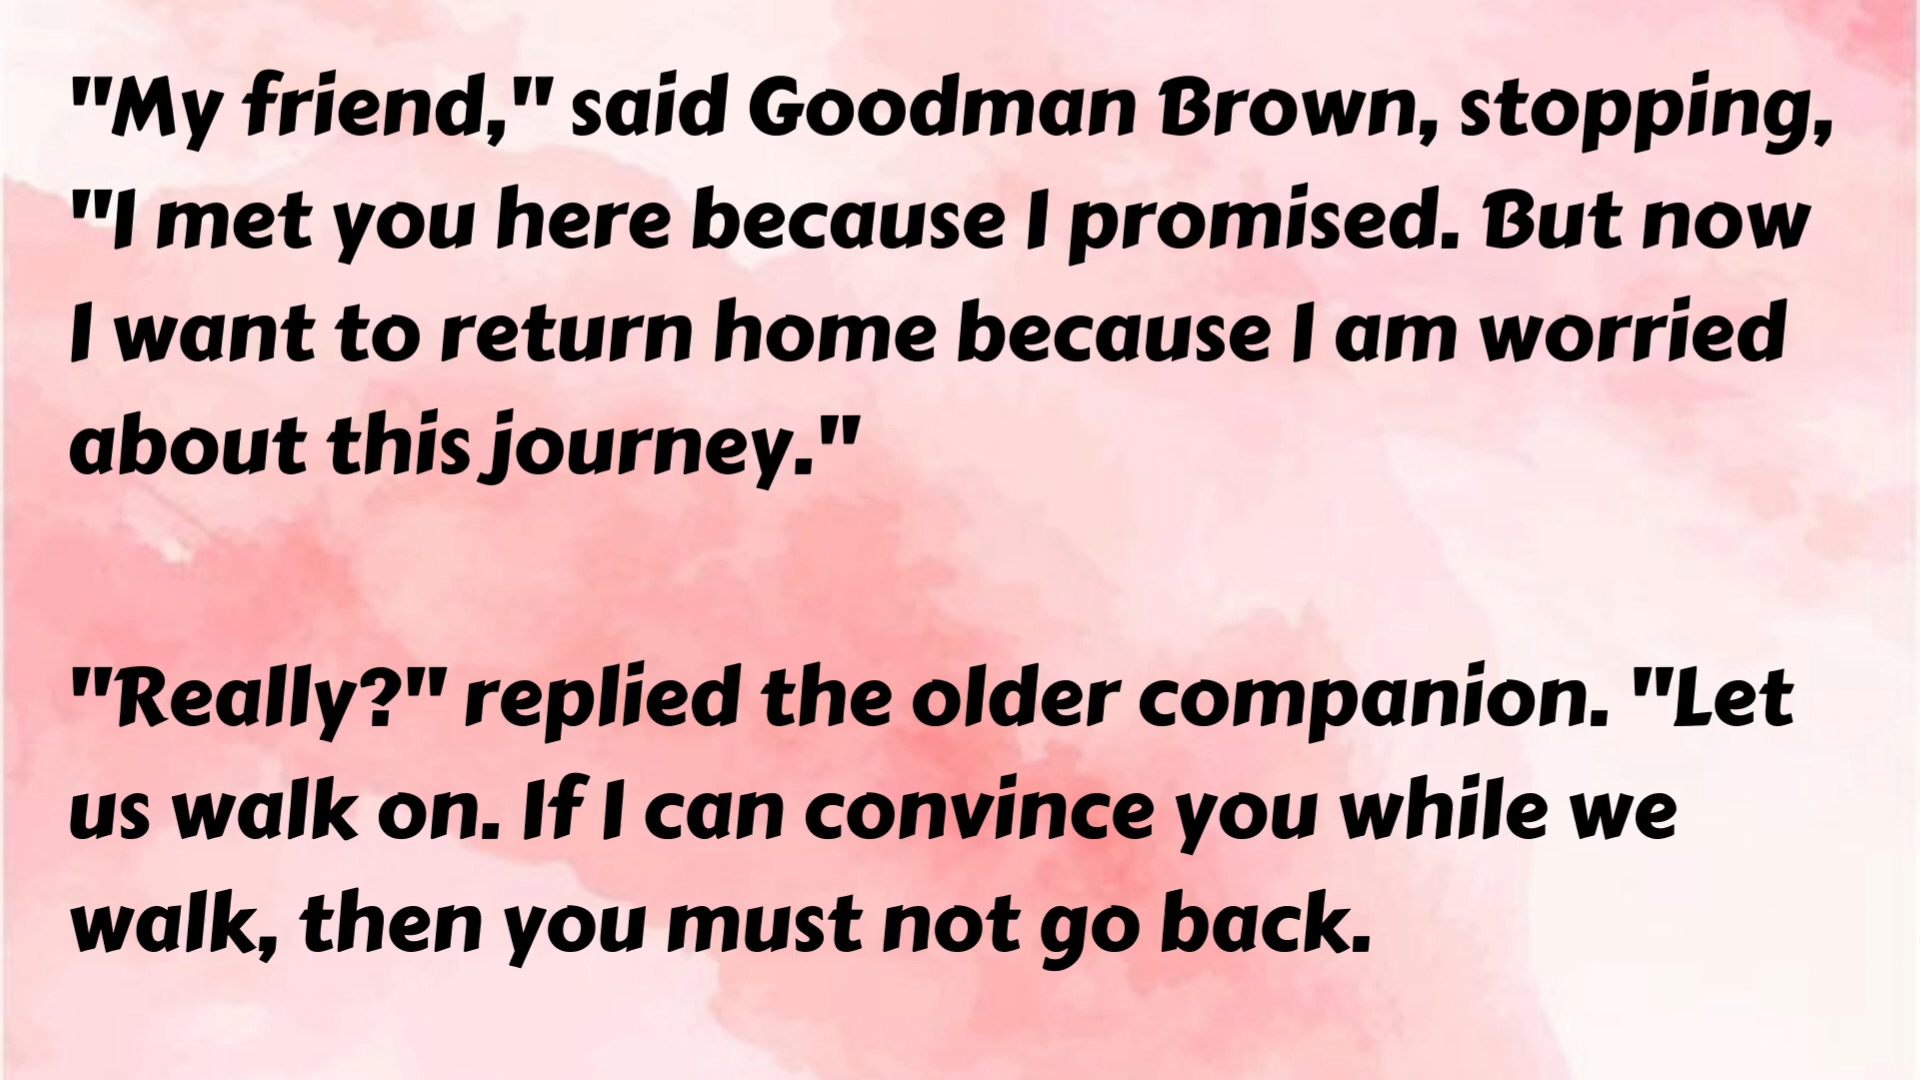 "My friend," said Goodman Brown, stopping,
"I met you here because I promised. But now
I want to return home because I am worried
about this journey."
"Really?" replied the older companion. "Let
us walk on. If I can convince you while we
walk, then you must not go back.